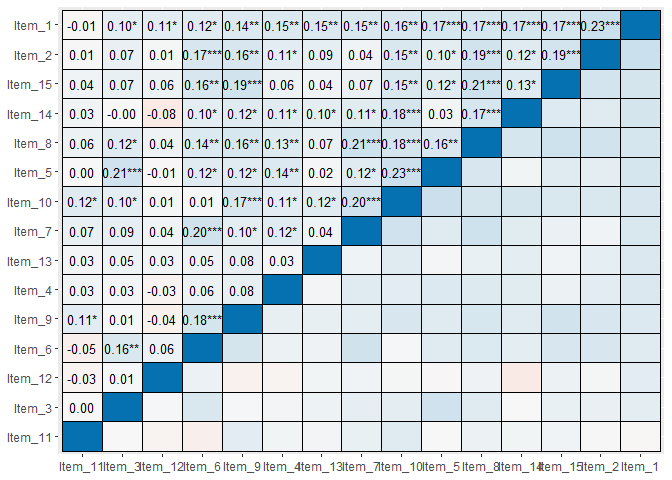 Item_1 -0.01 0.10* 0.11* 0.12* 0.14** 0.15** 0.15** 0.15** 0.16** 0.17*** 0.17*** 0.17*** 0.17*** 0.23***
Item_2 0.01 0.07 0.01 0.17*** 0.16** 0.11* 0.09 0.04 0.15** 0.10* 0.19*** 0.12* 0.19***
Item_15 0.04 0.07 0.06 0.16** 0.19*** 0.06 0.04 0.07 0.15** 0.12* 0.21*** 0.13*
Item_14 0.03 -0.00 -0.08 0.10* 0.12* 0.11* 0.10* 0.11* 0.18*** 0.03 0.17***
Item_8 0.06 0.12* 0.04 0.14** 0.16** 0.13** 0.07 0.21*** 0.18*** 0.16**
Item_5 0.00 0.21*** -0.01 0.12* 0.12* 0.14** 0.02 0.12* 0.23***
Item_10 0.12* 0.10* 0.01 0.01 0.17*** 0.11* 0.12* 0.20***
Item_7 0.07 0.09 0.04 0.20*** 0.10* 0.12* 0.04
Item_13 0.03 0.05 0.03 0.05 0.08 0.03
Item_4 0.03 0.03 -0.03 0.06 0.08
Item_9 0.11* 0.01 -0.04 0.18***
Item_6 -0.05 0.16** 0.06
Item_12 -0.03 0.01
Item_3 0.00
Item_11
Item_11 Item_3 Item_12 Item_6 Item_9 Item_4 Item_13 Item_7 Item_10 Item_5 Item_8 Item_14 Item_15 Item_2 Item_1